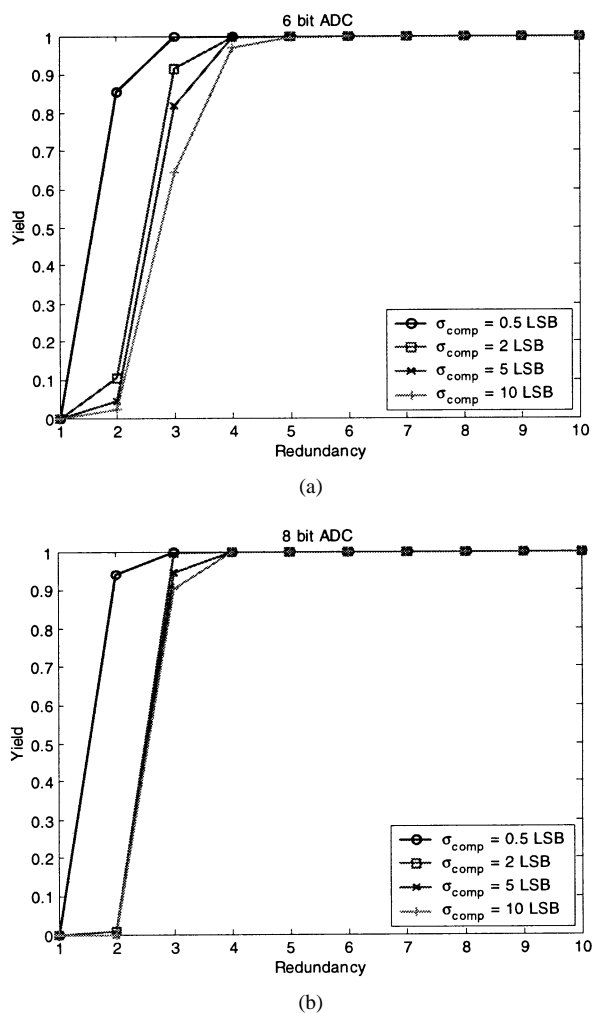 6 bit ADC
1
0.9
0.8
0.7
0.6
0.5
0.4
0.3
0.2
0.1
0
Yield
σcomp = 0.5 LSB
σcomp = 2 LSB
σcomp = 5 LSB
σcomp = 10 LSB
1 2 3 4 5 6 7 8 9 10
Redundancy
(a)
8 bit ADC
1
0.9
0.8
0.7
0.6
0.5
0.4
0.3
0.2
0.1
0
Yield
σcomp = 0.5 LSB
σcomp = 2 LSB
σcomp = 5 LSB
σcomp = 10 LSB
1 2 3 4 5 6 7 8 9 10
Redundancy
(b)